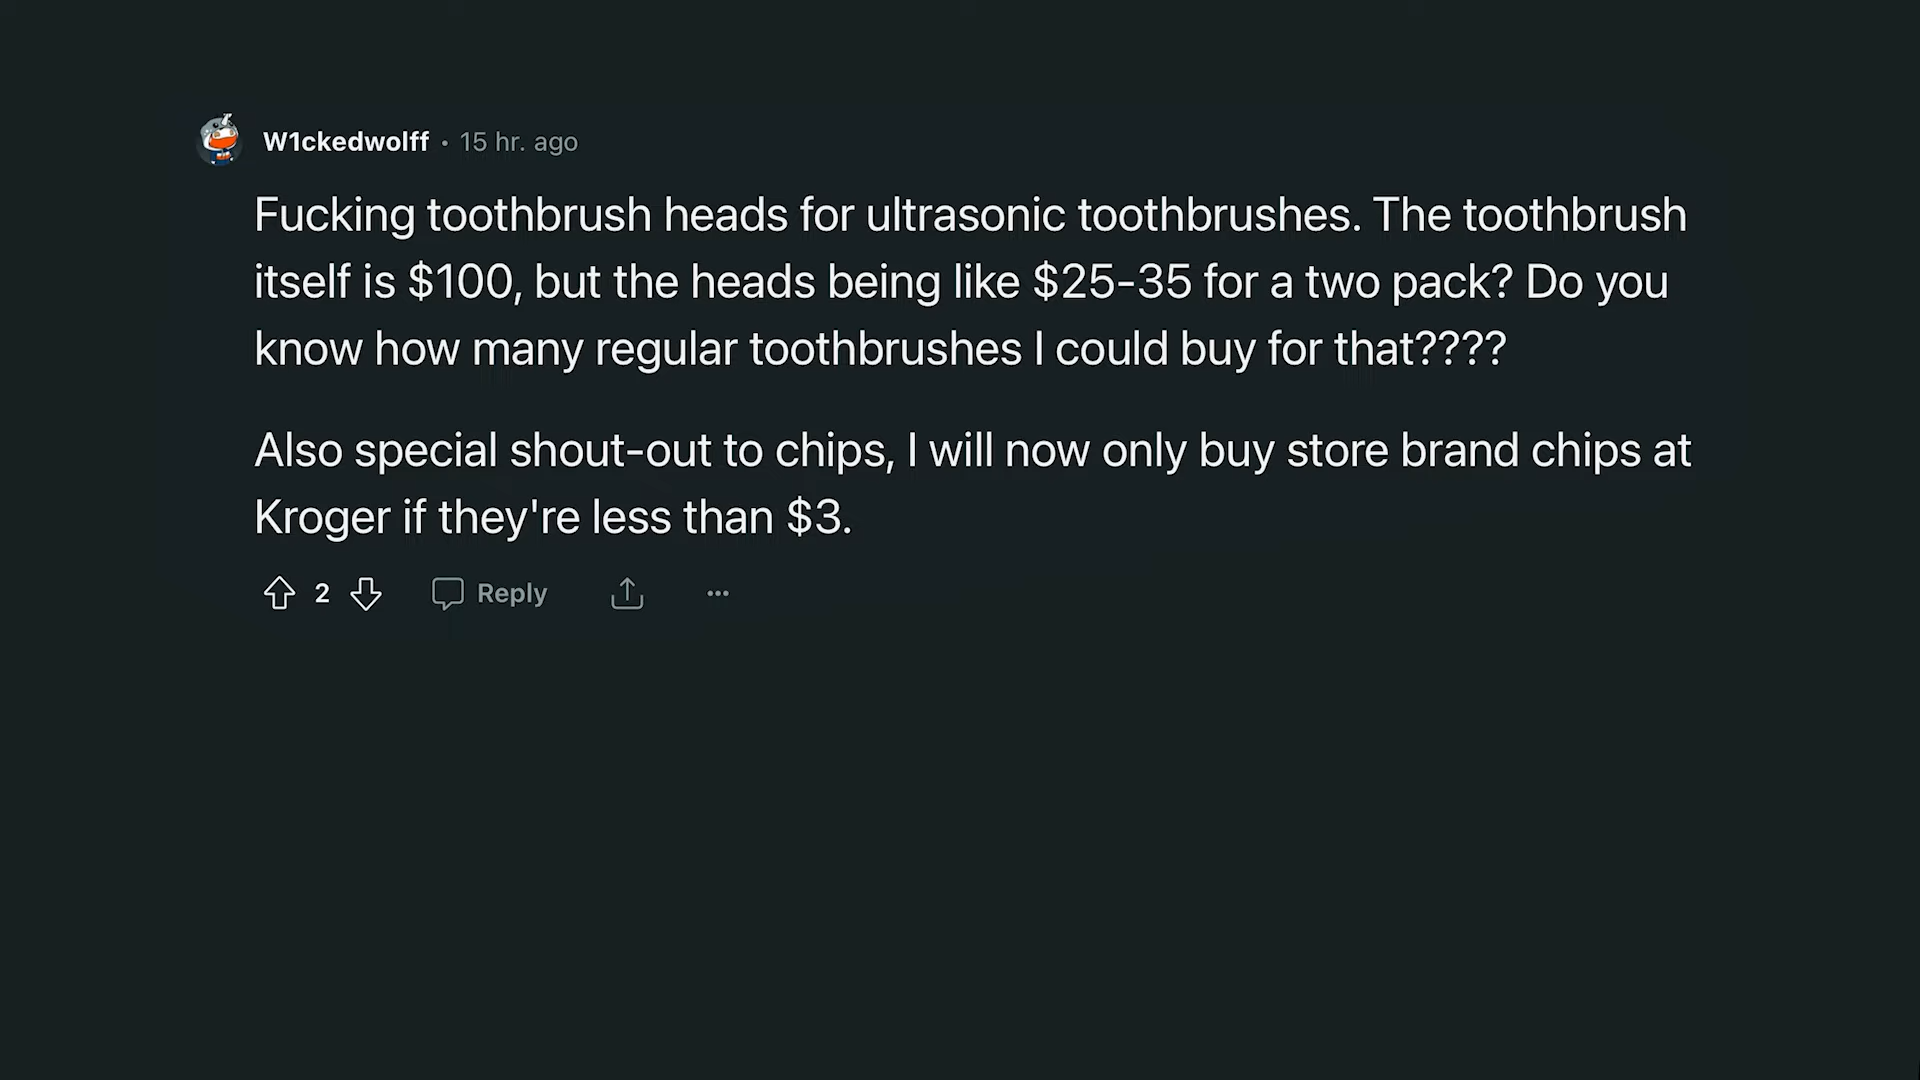 W1ckedwolff • 15 hr. ago
Fucking toothbrush heads for ultrasonic toothbrushes. The toothbrush
itself is $100, but the heads being like $25-35 for a two pack? Do you
know how many regular toothbrushes I could buy for that????
Also special shout-out to chips, I will now only buy store brand chips at
Kroger if they're less than $3.
2 Reply ...